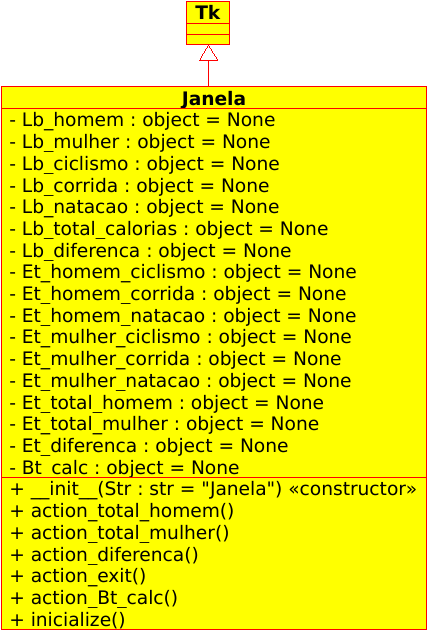 Tk
Janela
- Lb_homem : object = None
- Lb_mulher : object = None
- Lb_ciclismo : object = None
- Lb_corrida : object = None
- Lb_natacao : object = None
- Lb_total_calorias : object = None
- Lb_diferenca : object = None
- Et_homem_ciclismo : object = None
- Et_homem_corrida : object = None
- Et_homem_natacao : object = None
- Et_mulher_ciclismo : object = None
- Et_mulher_corrida : object = None
- Et_mulher_natacao : object = None
- Et_total_homem : object = None
- Et_total_mulher : object = None
- Et_diferenca : object = None
- Bt_calc : object = None
+ __init__(Str : str = "Janela") «constructor»
+ action_total_homem()
+ action_total_mulher()
+ action_diferenca()
+ action_exit()
+ action_Bt_calc()
+ inicialize()